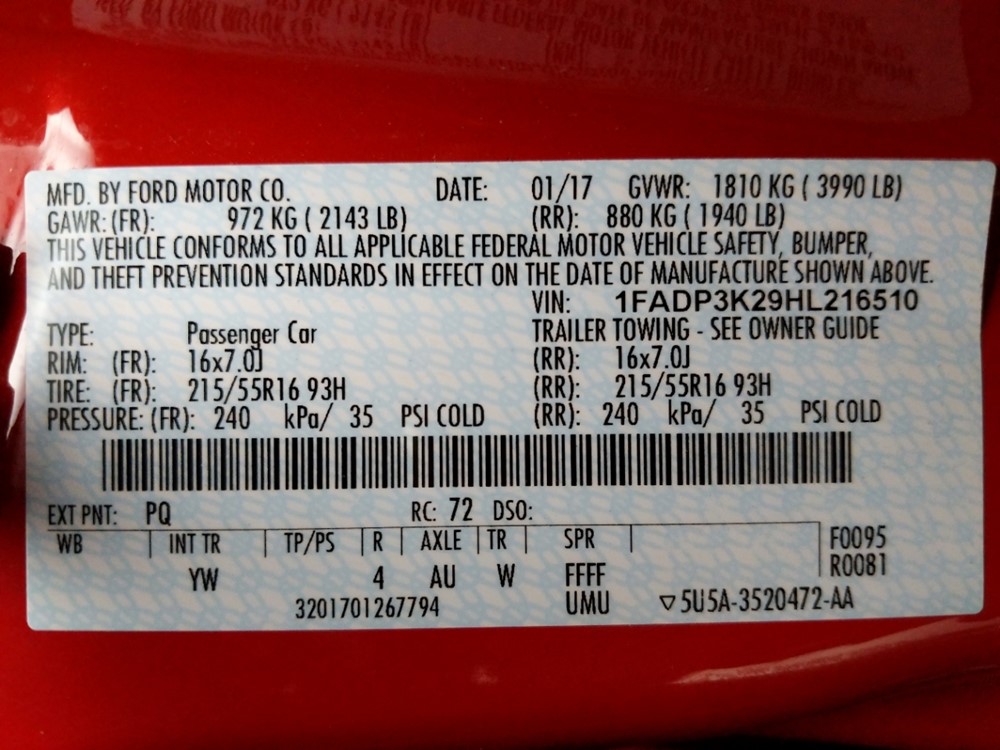 MFD. BY FORD MOTOR CO. DATE: 01/17 GVWR: 1810 KG ( 3990 LB)
GAWR: (FR): 972 KG ( 2143 LB) (RR): 880 KG ( 1940 LB)
THIS VEHICLE CONFORMS TO ALL APPLICABLE FEDERAL MOTOR VEHICLE SAFETY, BUMPER,
AND THEFT PREVENTION STANDARDS IN EFFECT ON THE DATE OF MANUFACTURE SHOWN ABOVE.
VIN: 1FADP3K29HL216510
TYPE: Passenger Car TRAILER TOWING - SEE OWNER GUIDE
RIM: (FR): 16x7.0J (RR): 16x7.0J
TIRE: (FR): 215/55R16 93H (RR): 215/55R16 93H
PRESSURE: (FR): 240 kPa/ 35 PSI COLD (RR): 240 kPa/ 35 PSI COLD
EXT PNT: PQ RC: 72 DSO:
WB INT TR TP/PS R AXLE TR SPR F0095
R0081
YW 4 AU W FFFF
3201701267794 UMU ▽5U5A-3520472-AA